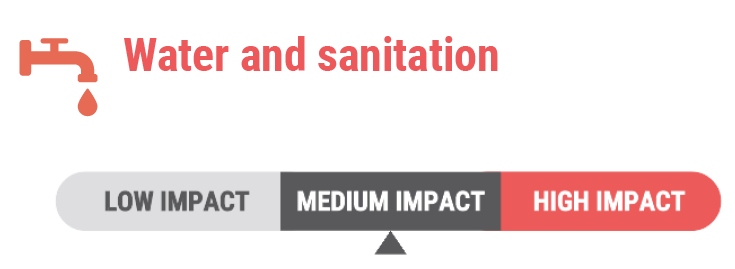 Water and sanitation
LOW IMPACT MEDIUM IMPACT HIGH IMPACT